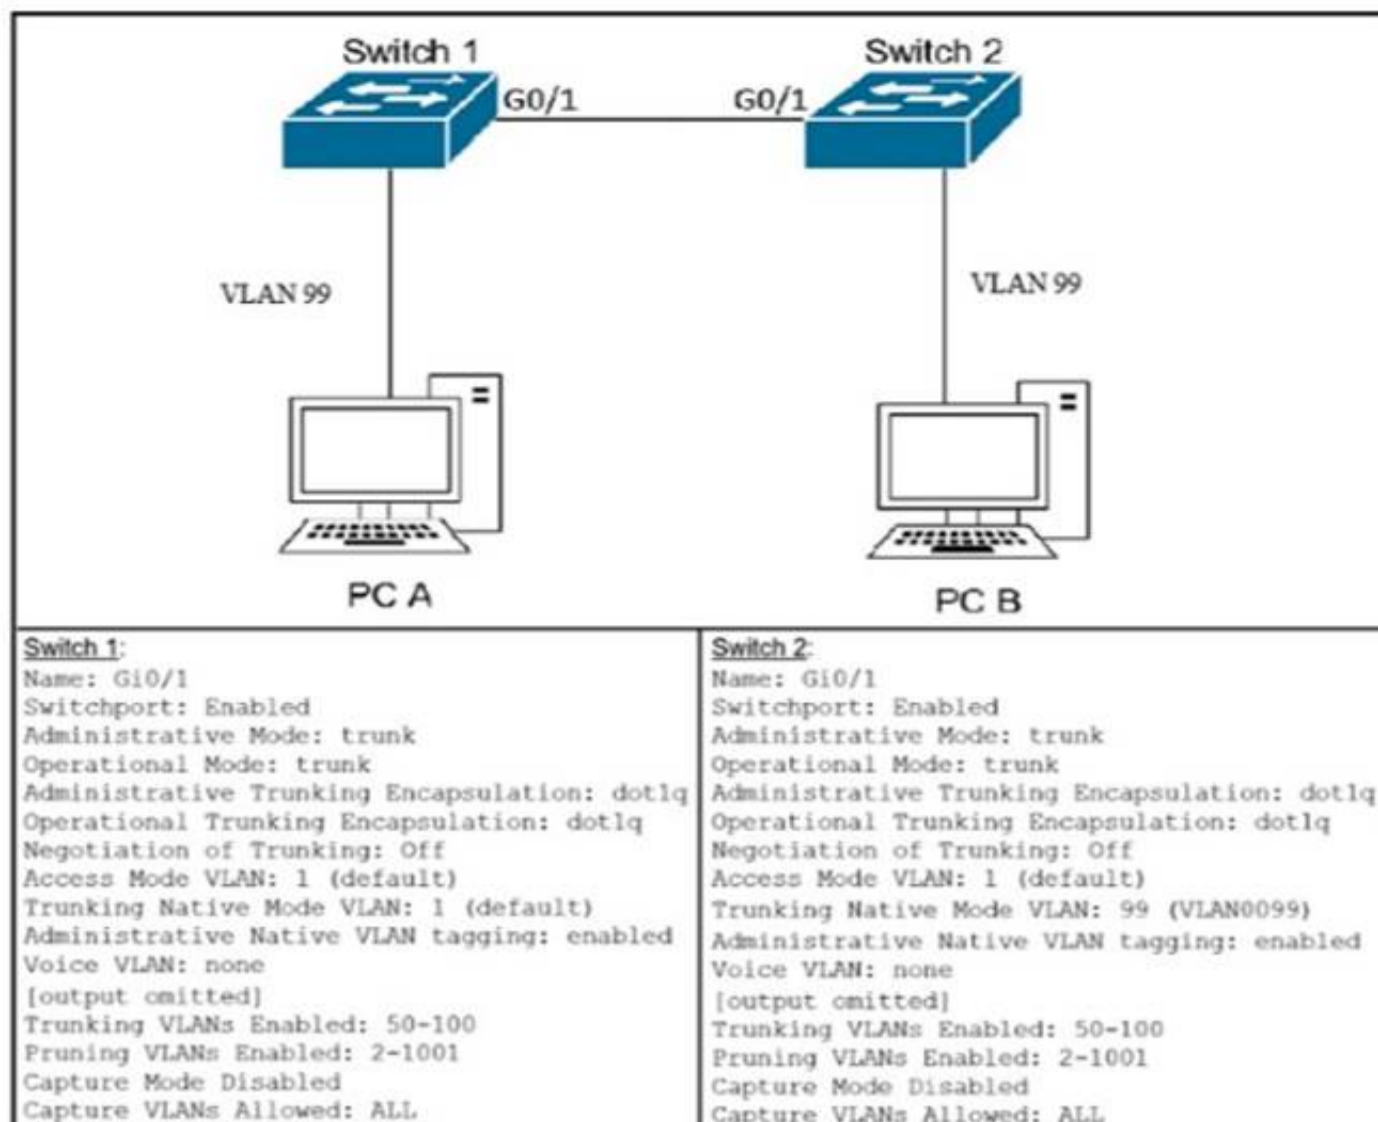 Switch 1
Switch 2
G0/1
G0/1
VLAN 99
VLAN 99
PC A
PC B
Switch 1:
Name: Gi0/1
Switchport: Enabled
Administrative Mode: trunk
Operational Mode: trunk
Administrative Trunking Encapsulation: dot1q
Operational Trunking Encapsulation: dot1q
Negotiation of Trunking: Off
Access Mode VLAN: 1 (default)
Trunking Native Mode VLAN: 1 (default)
Administrative Native VLAN tagging: enabled
Voice VLAN: none
[output omitted]
Trunking VLANs Enabled: 50-100
Pruning VLANs Enabled: 2-1001
Capture Mode Disabled
Capture VLANs Allowed: ALL
Switch 2:
Name: Gi0/1
Switchport: Enabled
Administrative Mode: trunk
Operational Mode: trunk
Administrative Trunking Encapsulation: dot1q
Operational Trunking Encapsulation: dot1q
Negotiation of Trunking: Off
Access Mode VLAN: 1 (default)
Trunking Native Mode VLAN: 99 (VLAN0099)
Administrative Native VLAN tagging: enabled
Voice VLAN: none
[output omitted]
Trunking VLANs Enabled: 50-100
Pruning VLANs Enabled: 2-1001
Capture Mode Disabled
Capture VLANs Allowed: ALL